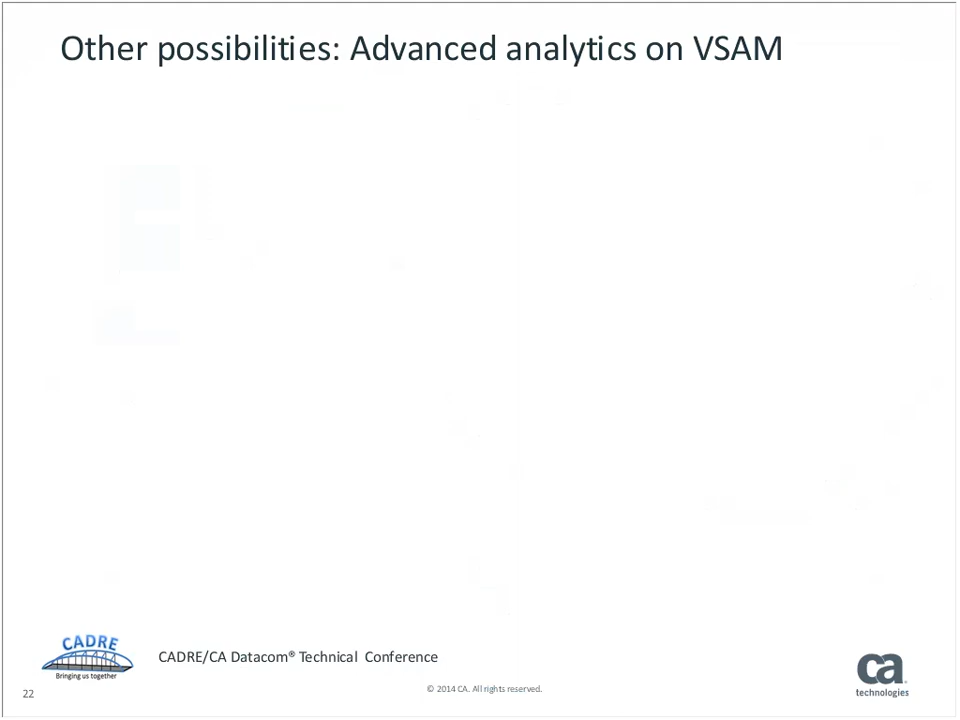 Other possibilities: Advanced analytics on VSAM
CADRE
Bringing us together
CADRE/CA Datacom® Technical Conference
22
© 2014 CA. All rights reserved.
ca
technologies